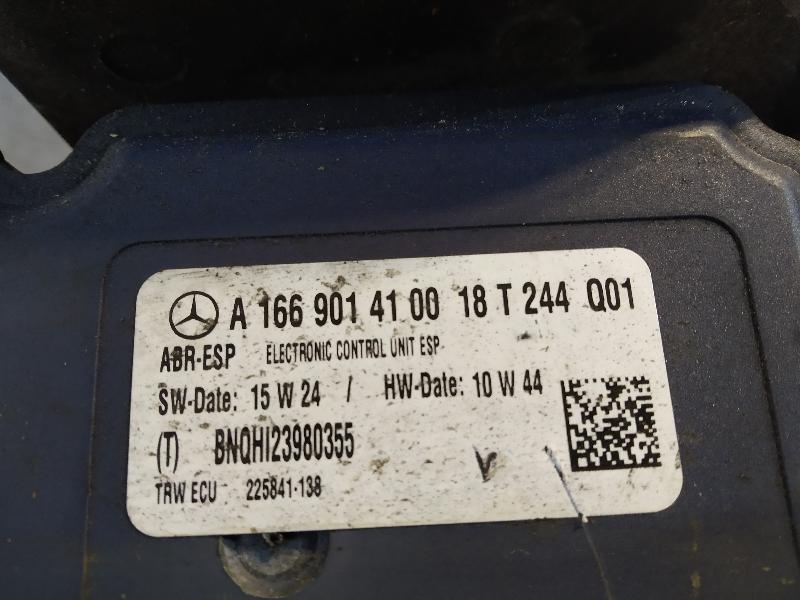 A 166 901 41 00 18 T 244 Q01
ABR-ESP ELECTRONIC CONTROL UNIT ESP
SW-Date: 15 W 24 / HW-Date: 10 W 44
(T) BNQHI23980355
TRW ECU 225841-138